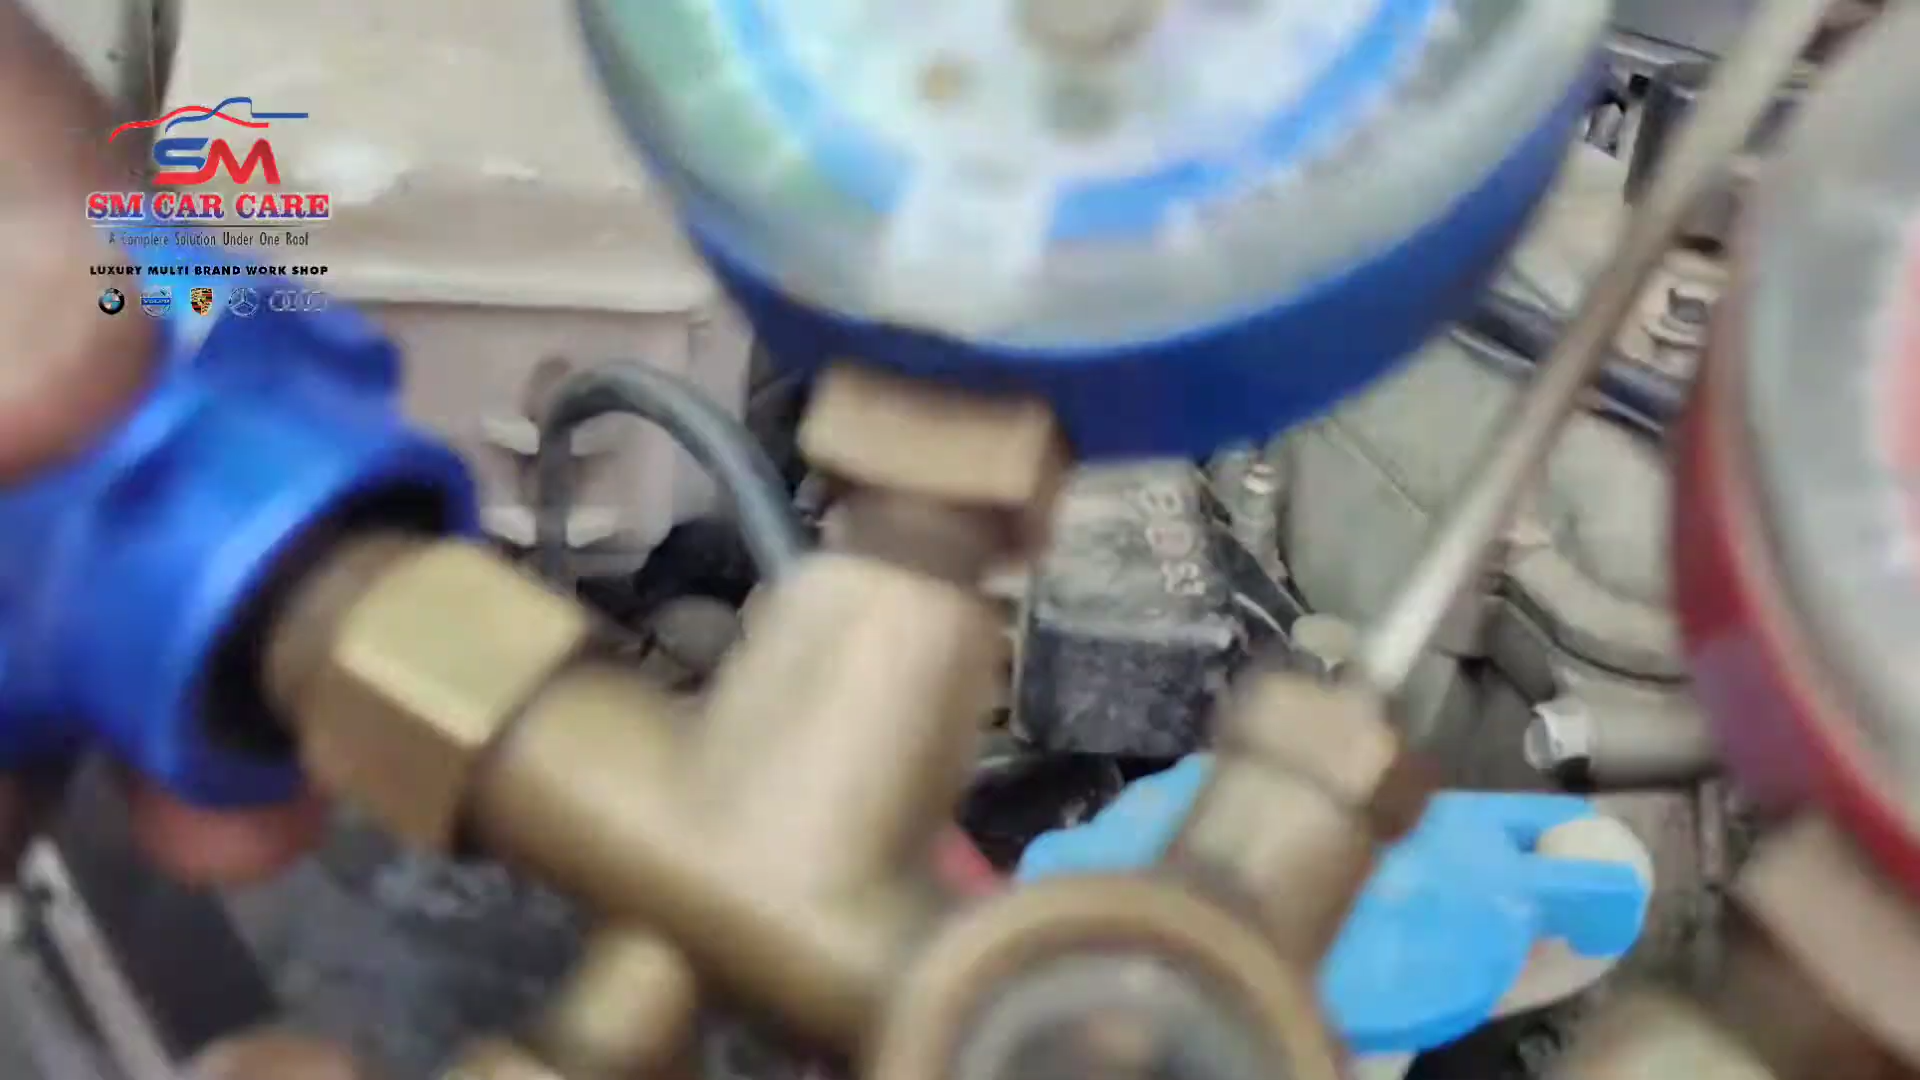 SM
SM CAR CARE
A Complete Solution Under One Roof
LUXURY MULTI BRAND WORK SHOP